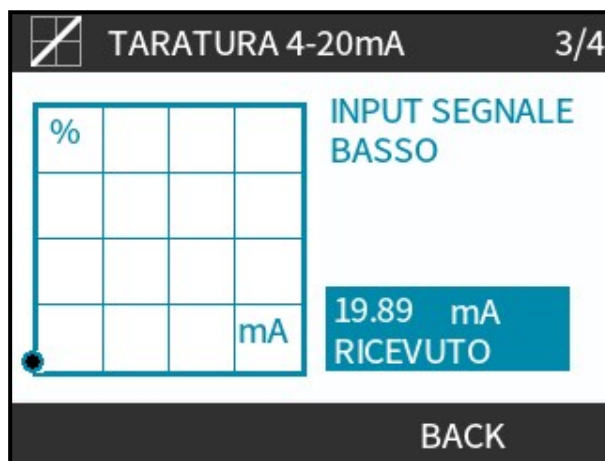 TARATURA 4-20mA 3/4
%
INPUT SEGNALE
BASSO
mA
19.89 mA
RICEVUTO
BACK